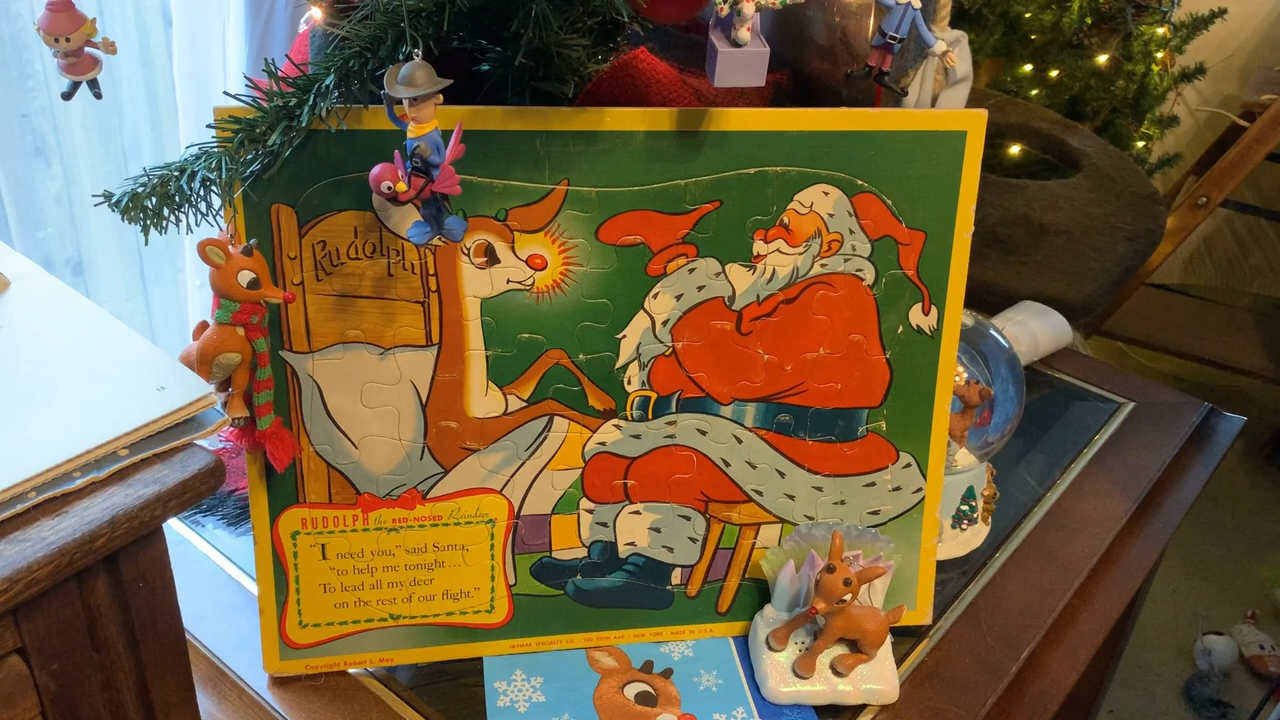 Rudolph
RUDOLPH the RED-NOSED Reindeer
"I need you," said Santa,
"to help me tonight...
To lead all my deer
on the rest of our flight."
JAYMAR SPECIALTY CO. - 200 FIFTH AVE. - NEW YORK - MADE IN U.S.A.
Copyright Robert L. May